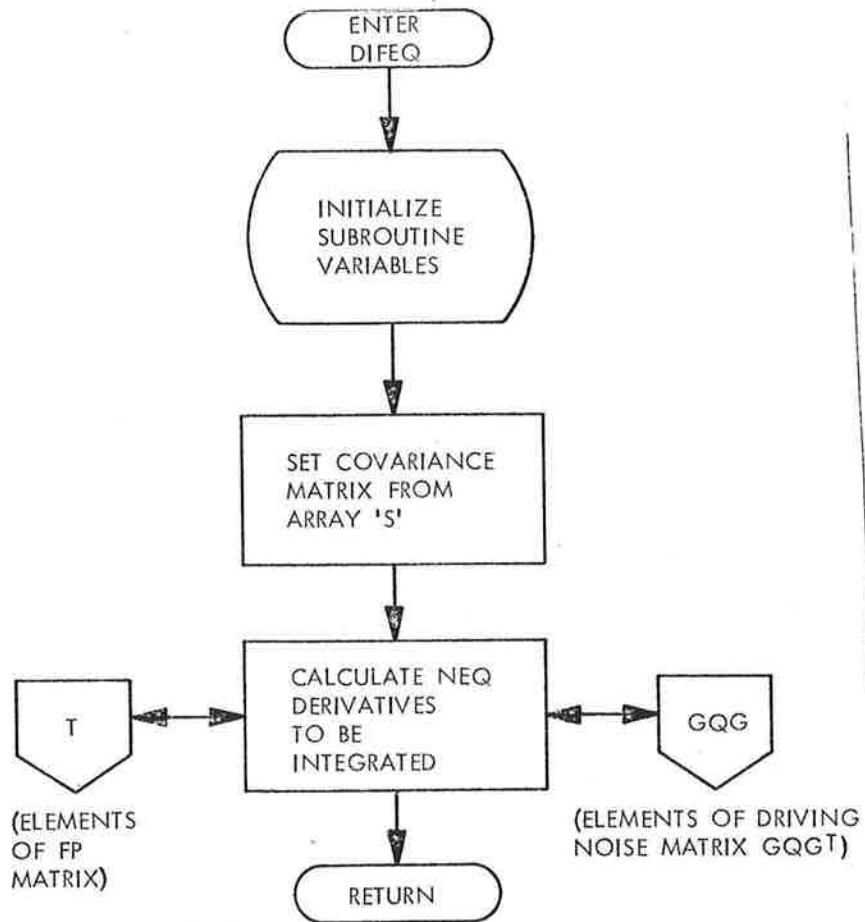 ENTER
DIFEQ
INITIALIZE
SUBROUTINE
VARIABLES
SET COVARIANCE
MATRIX FROM
ARRAY 'S'
CALCULATE NEQ
DERIVATIVES
TO BE
INTEGRATED
T
(ELEMENTS
OF FP
MATRIX)
GQG
(ELEMENTS OF DRIVING
NOISE MATRIX GQGᵀ)
RETURN